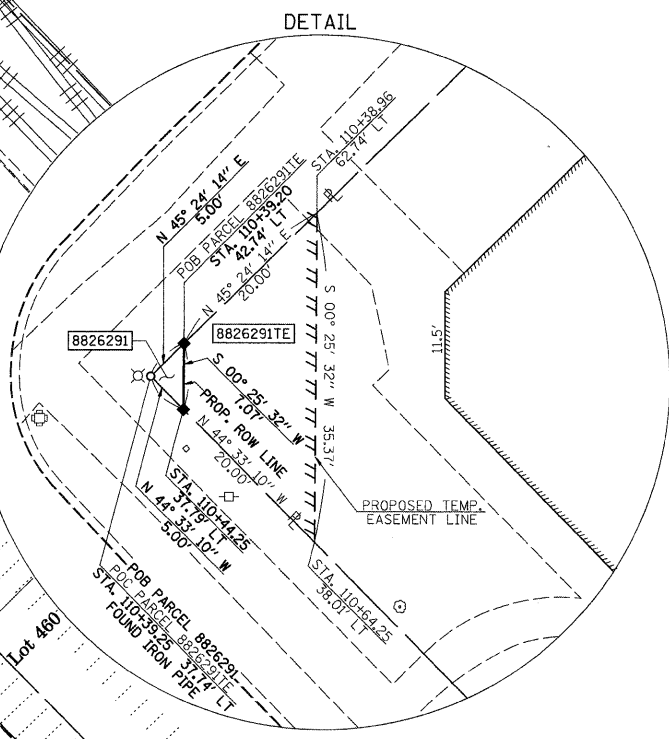 DETAIL
STA. 110+38.96
62.74' LT
N 45° 24' 14" E
5.00'
POB PARCEL 8826291TE
STA. 110+39.20
42.74' LT
PL
N 45° 24' 14" E
20.00'
8826291
8826291TE
S 00° 25' 32" W
7.07'
S 00° 25' 32" W 35.37'
11.5'
PROP. ROW LINE
N 44° 33' 10" W
20.00'
PL
STA. 110+44.25
37.79' LT
N 44° 33' 10" W
5.00'
PROPOSED TEMP.
EASEMENT LINE
STA. 110+64.25
38.01' LT
POB PARCEL 8826291
POC PARCEL 8826291TE
STA. 110+39.25 37.74' LT
FOUND IRON PIPE
Lot 460